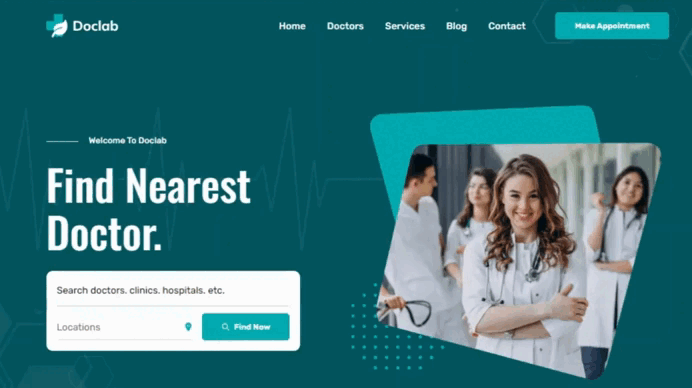 Doclab
Home Doctors Services Blog Contact Make Appointment
Welcome To Doclab
Find Nearest
Doctor.
Search doctors. clinics. hospitals. etc.
Locations
Find Now